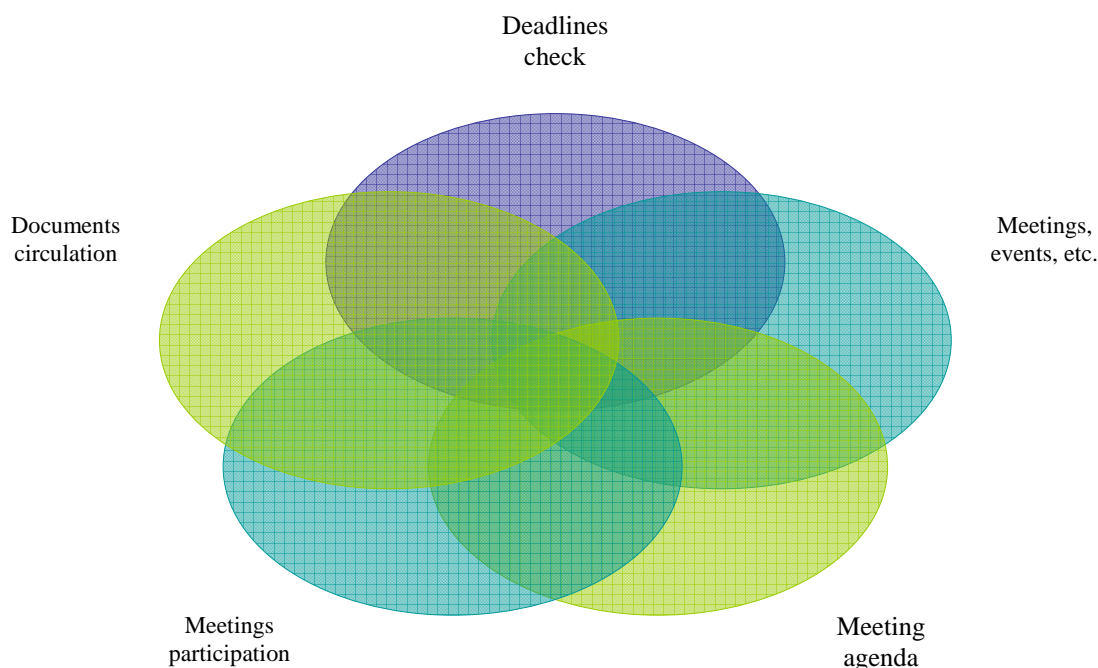 Deadlines
check
Documents
circulation
Meetings,
events, etc.
Meetings
participation
Meeting
agenda